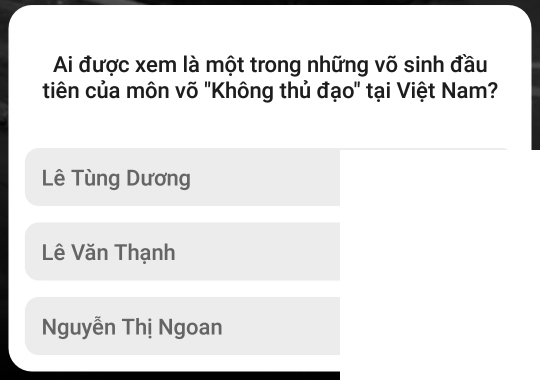 Ai được xem là một trong những võ sinh đầu
tiên của môn võ "Không thủ đạo" tại Việt Nam?
Lê Tùng Dương
Lê Văn Thạnh
Nguyễn Thị Ngoan